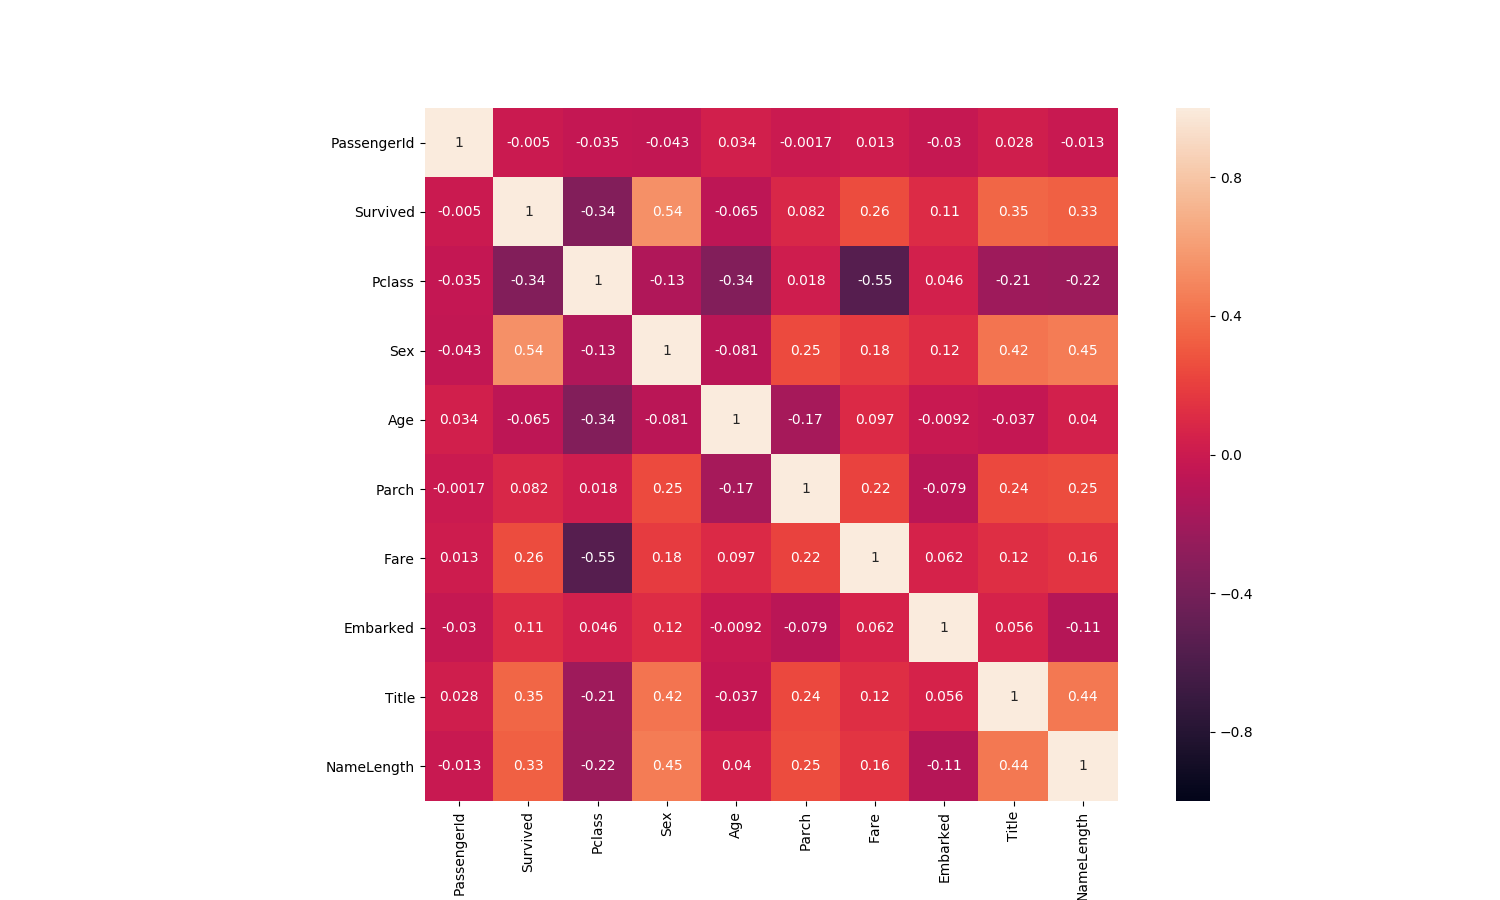 PassengerId 1 -0.005 -0.035 -0.043 0.034 -0.0017 0.013 -0.03 0.028 -0.013
Survived -0.005 1 -0.34 0.54 -0.065 0.082 0.26 0.11 0.35 0.33
Pclass -0.035 -0.34 1 -0.13 -0.34 0.018 -0.55 0.046 -0.21 -0.22
Sex -0.043 0.54 -0.13 1 -0.081 0.25 0.18 0.12 0.42 0.45
Age 0.034 -0.065 -0.34 -0.081 1 -0.17 0.097 -0.0092 -0.037 0.04
Parch -0.0017 0.082 0.018 0.25 -0.17 1 0.22 -0.079 0.24 0.25
Fare 0.013 0.26 -0.55 0.18 0.097 0.22 1 0.062 0.12 0.16
Embarked -0.03 0.11 0.046 0.12 -0.0092 -0.079 0.062 1 0.056 -0.11
Title 0.028 0.35 -0.21 0.42 -0.037 0.24 0.12 0.056 1 0.44
NameLength -0.013 0.33 -0.22 0.45 0.04 0.25 0.16 -0.11 0.44 1
PassengerId
Survived
Pclass
Sex
Age
Parch
Fare
Embarked
Title
NameLength
0.8
0.4
0.0
−0.4
−0.8